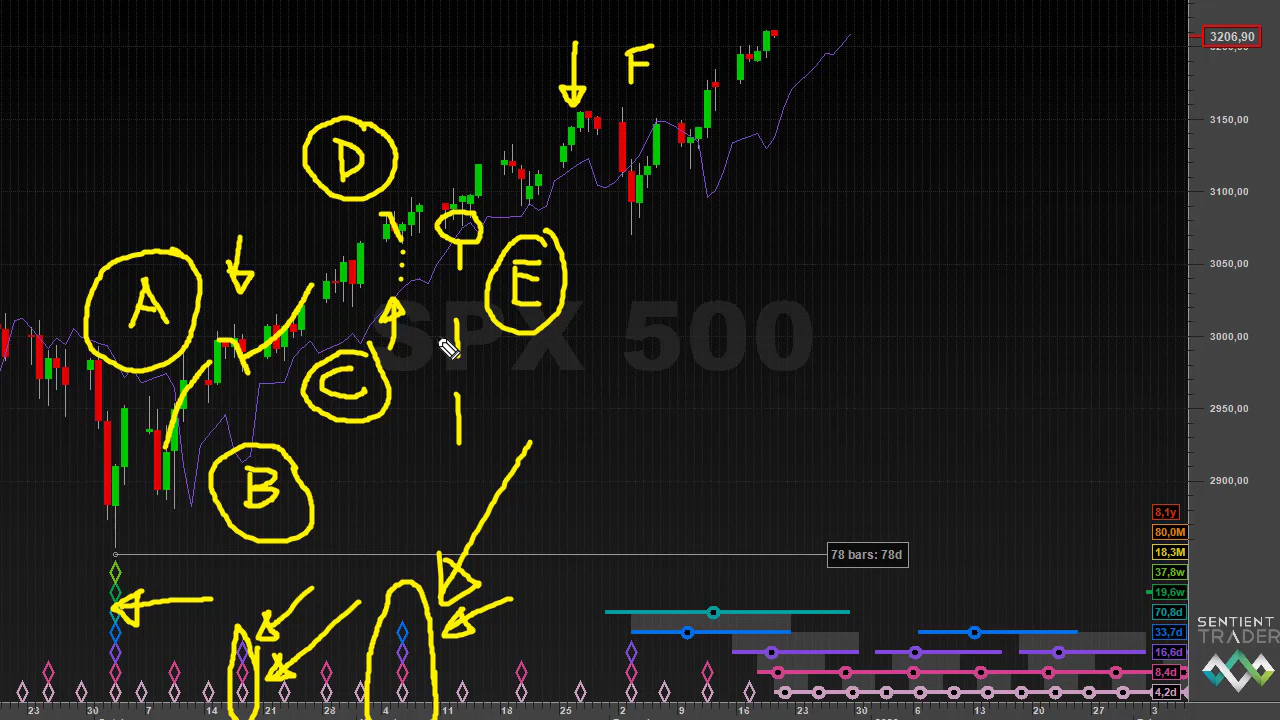 3206,90
F
3150,00
D
3100,00
E
3050,00
A
SPX 500
3000,00
C
2950,00
B
2900,00
8,1y
80,0M
78 bars: 78d
18,3M
37,8w
19,6w
70,8d
33,7d
SENTIENT
TRADER
16,6d
8,4d
4,2d
23 30 7 14 21 28 4 11 18 25 2 9 16 23 30 6 13 20 27 3